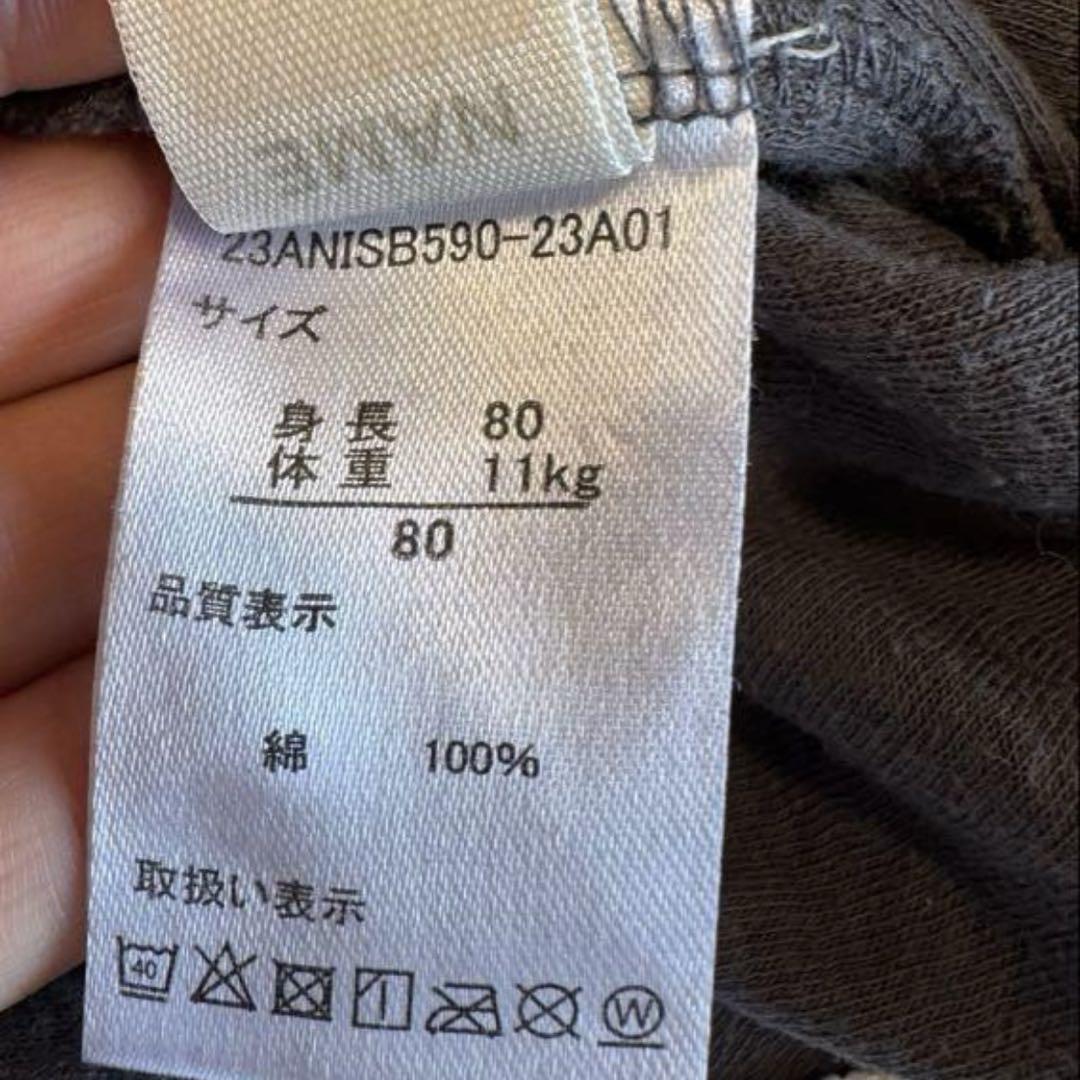 NAME
23ANISB590-23A01
サイズ
身長 80
体重 11kg
80
品質表示
綿 100%
取扱い表示
40
W